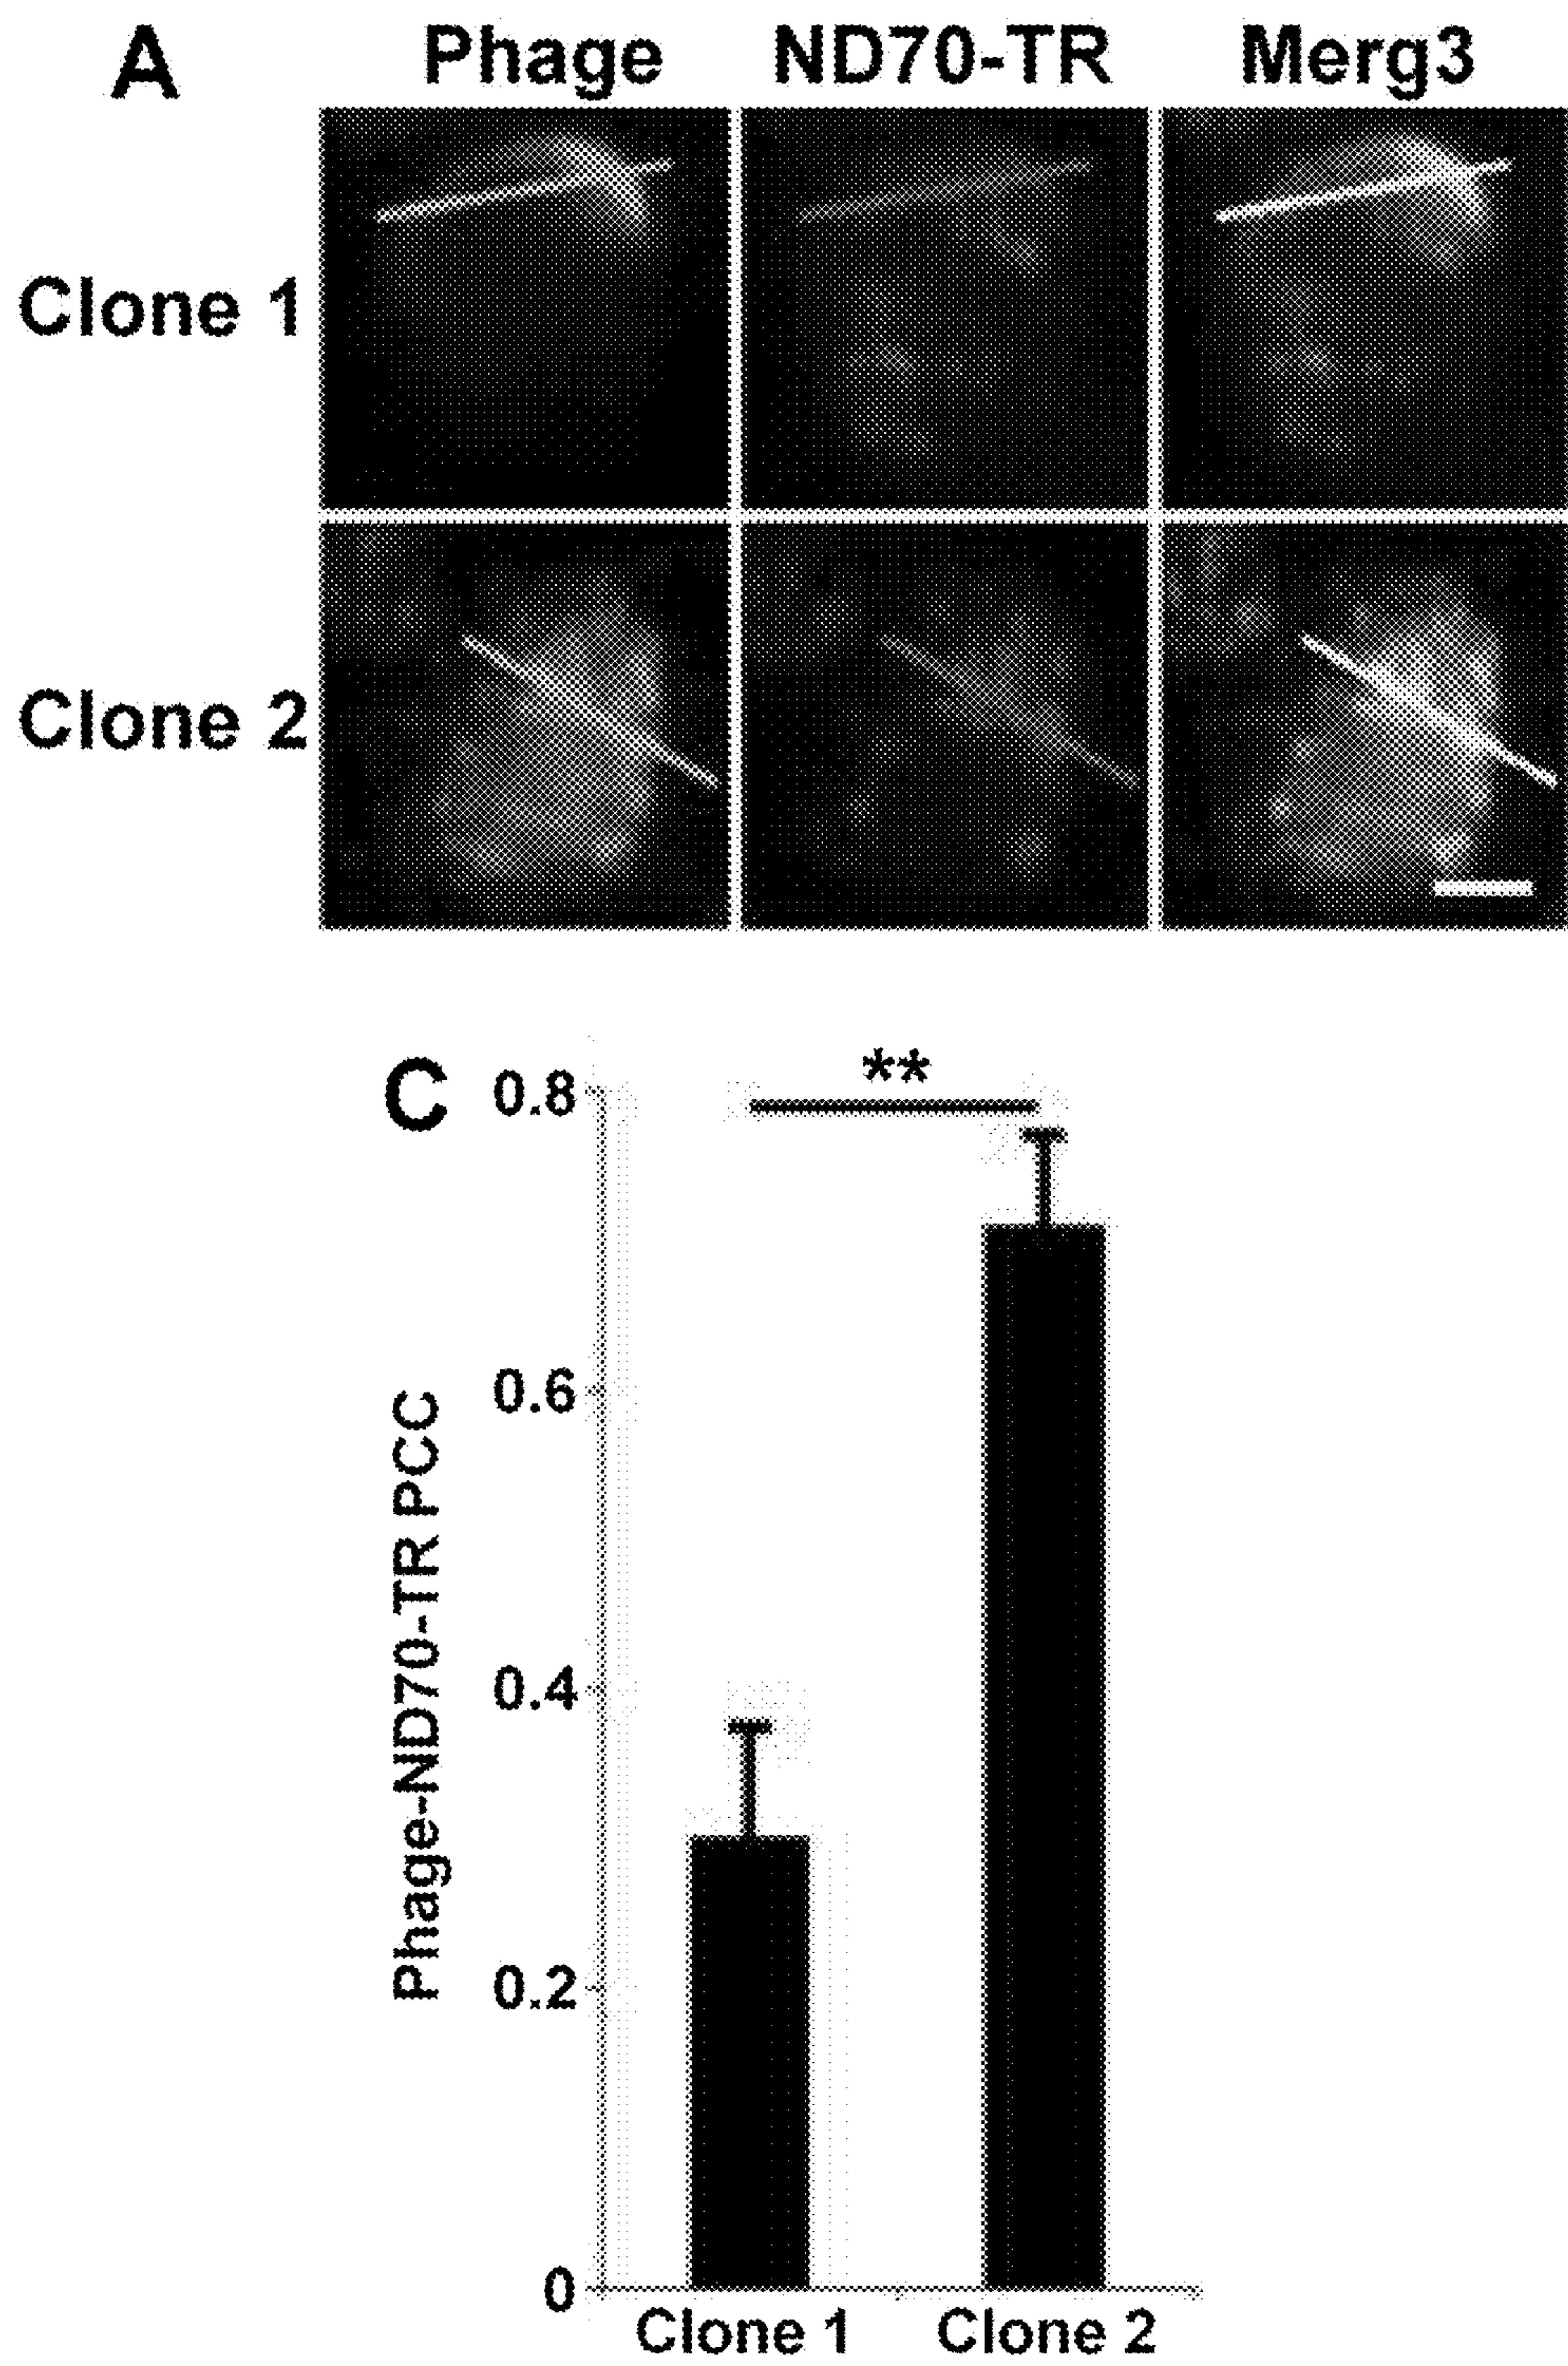 A Phage ND70-TR Merg3
Clone 1
Clone 2
C
**
0.8
0.6
0.4
0.2
0
Phage-ND70-TR PCC
Clone 1 Clone 2